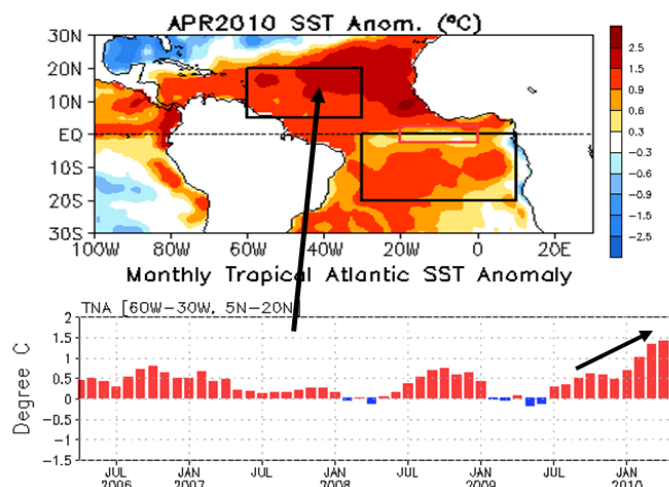 APR2010 SST Anom. (°C)
30N
20N
10N
EQ
10S
20S
30S
100W 80W 60W 40W 20W 0 20E
2.5
1.5
0.9
0.6
0.3
-0.3
-0.6
-0.9
-1.5
-2.5
Monthly Tropical Atlantic SST Anomaly
TNA [60W-30W, 5N-20N]
Degree C
2
1.5
1
0.5
0
-0.5
-1
-1.5
JUL JAN JUL JAN JUL JAN JUL JAN
2006 2007 2008 2009 2010